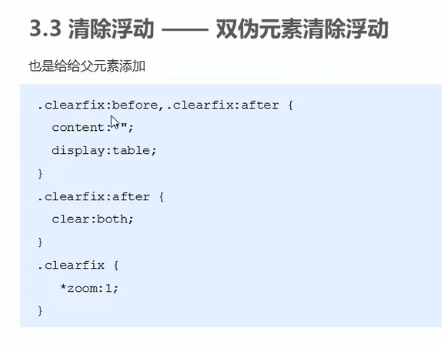 3.3 清除浮动 —— 双伪元素清除浮动
也是给给父元素添加
.clearfix:before,.clearfix:after {
content:"";
display:table;
}
.clearfix:after {
clear:both;
}
.clearfix {
*zoom:1;
}